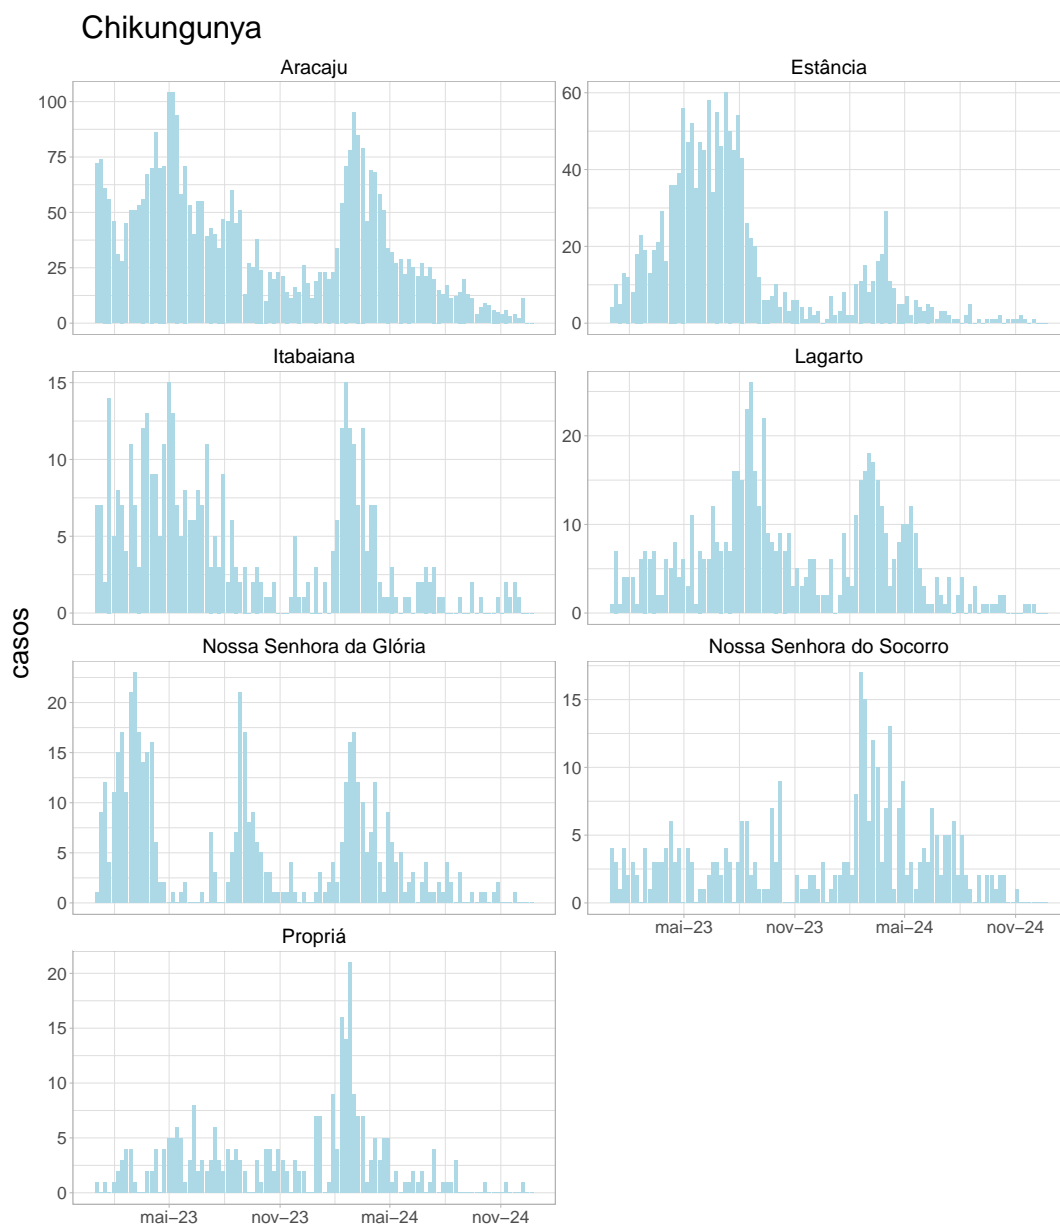 Chikungunya
Aracaju
Estância
100
75
50
25
0
60
40
20
0
Itabaiana
Lagarto
15
10
5
0
20
10
0
casos
Nossa Senhora da Glória
Nossa Senhora do Socorro
20
15
10
5
0
15
10
5
0
mai−23 nov−23 mai−24 nov−24
Propriá
20
15
10
5
0
mai−23 nov−23 mai−24 nov−24